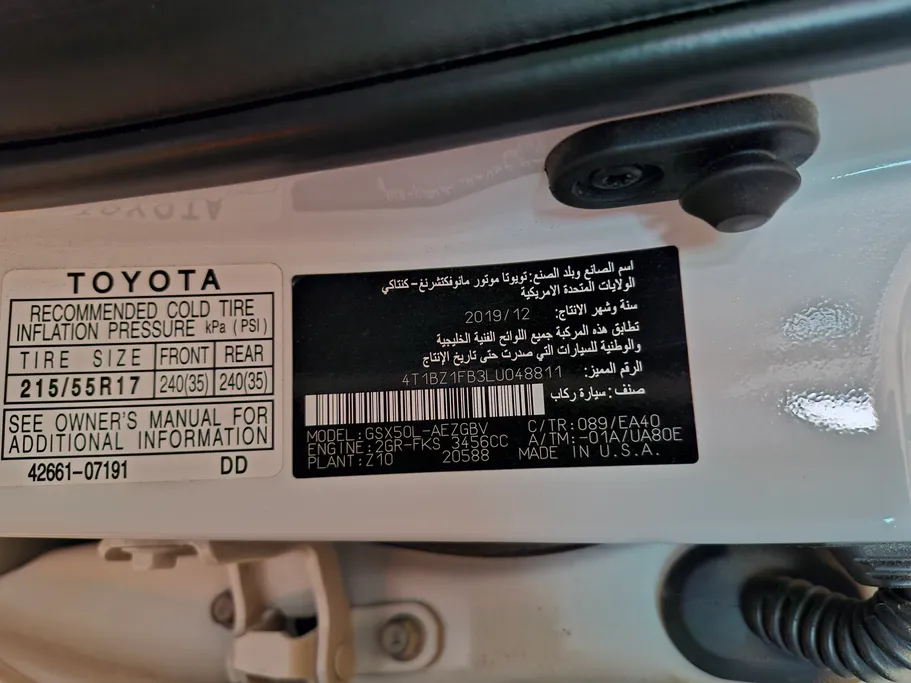 TOYOTA
RECOMMENDED COLD TIRE
INFLATION PRESSURE kPa (PSI)
TIRE SIZE FRONT REAR
215/55R17 240(35) 240(35)
SEE OWNER'S MANUAL FOR
ADDITIONAL INFORMATION
42661-07191 DD
اسم الصانع وبلد الصنع: تويوتا موتور مانوفكتشرنغ- كنتاكي
الولايات المتحدة الامريكية
سنة وشهر الانتاج: 2019/12
تطابق هذه المركبة جميع اللوائح الفنية الخليجية
والوطنية للسيارات التي صدرت حتى تاريخ الإنتاج
الرقم المميز: 4T1BZ1FB3LU048811
صنف: سيارة ركاب
MODEL:GSX50L-AEZGBV C/TR:089/EA40
ENGINE:2GR-FKS 3456CC A/TM:-01A/UA80E
PLANT:Z10 20588 MADE IN U.S.A.